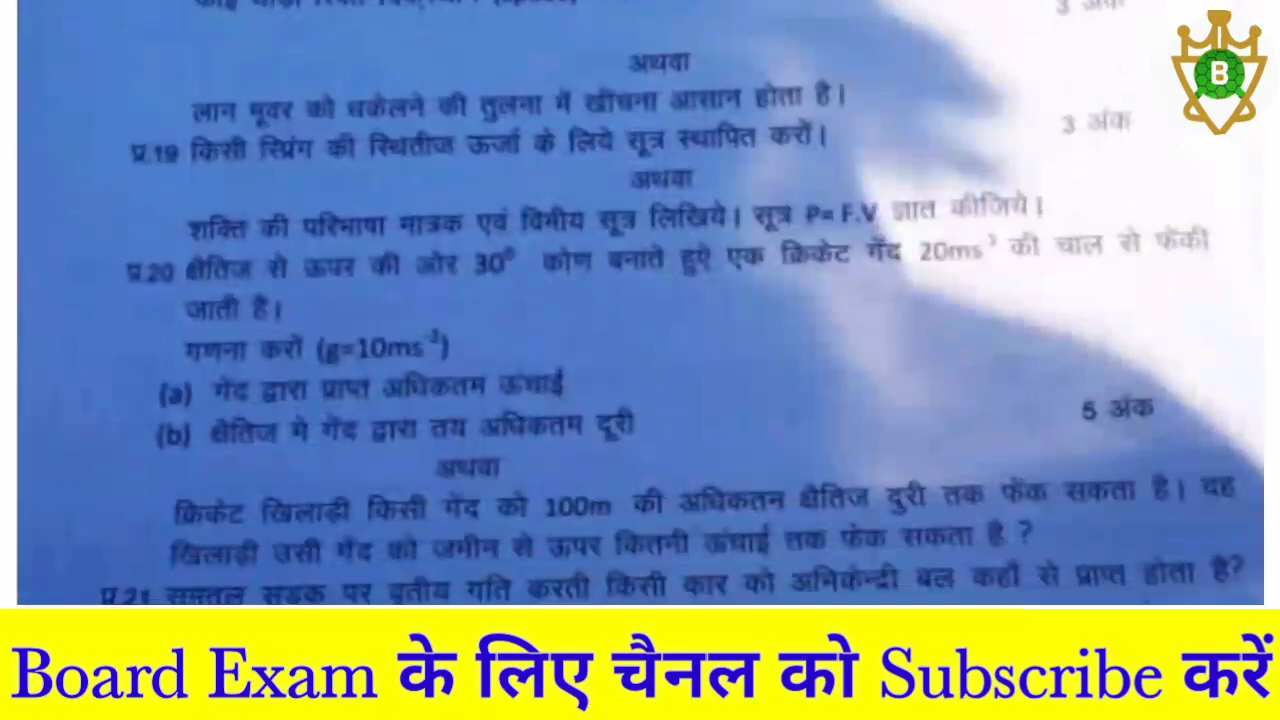 अथवा
लान मूवर को धकेलने की तुलना में खींचना आसान होता है।
प्र.19 किसी स्प्रिंग की स्थितीज ऊर्जा के लिये सूत्र स्थापित करों।
3 अंक
अथवा
शक्ति की परिभाषा मात्रक एवं विमीय सूत्र लिखिये। सूत्र P= F.V ज्ञात कीजिये।
प्र.20 क्षैतिज से ऊपर की ओर 30° कोण बनाते हुऐ एक क्रिकेट गेंद 20ms की चाल से फेंकी
जाती है।
गणना करों (g=10ms⁻²)
(a) गेंद द्वारा प्राप्त अधिकतम ऊंचाई
(b) क्षैतिज मे गेंद द्वारा तय अधिकतम दूरी
5 अंक
अथवा
क्रिकेट खिलाड़ी किसी गेंद को 100m की अधिकतन क्षैतिज दुरी तक फेंक सकता है। वह
खिलाड़ी उसी गेंद को जमीन से ऊपर कितनी ऊंचाई तक फेक सकता है ?
प्र.21 समतल सड़क पर वृतीय गति करती किसी कार को अभिकेन्द्री बल कहाँ से प्राप्त होता है?
B
Board Exam के लिए चैनल को Subscribe करें